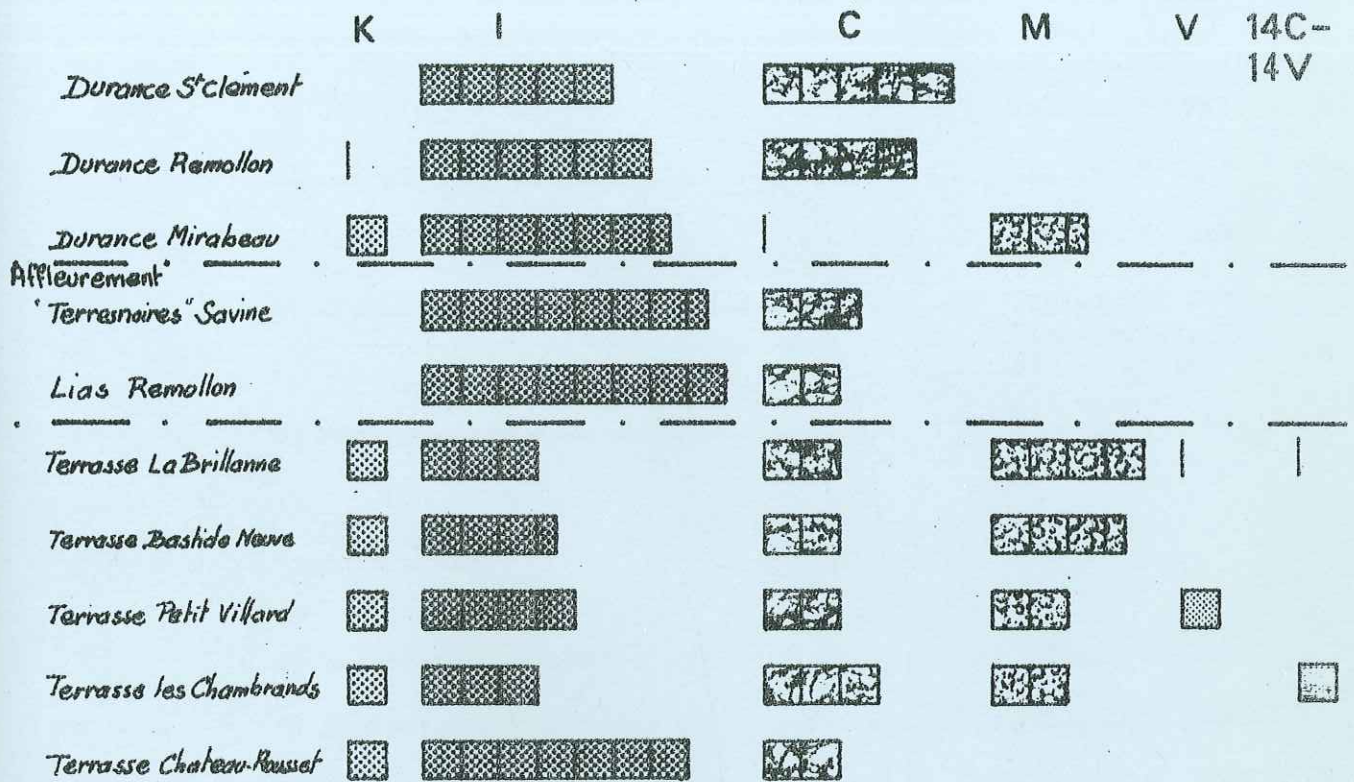 K I C M V 14C-
14V
Durance St Clément
Durance Remollon
Durance Mirabeau
Affleurement
"Terresnoires" Savine
Lias Remollon
Terrasse La Brillanne
Terrasse Bastide Neuve
Terrasse Petit Villard
Terrasse les Chambrands
Terrasse Chateau-Rousset